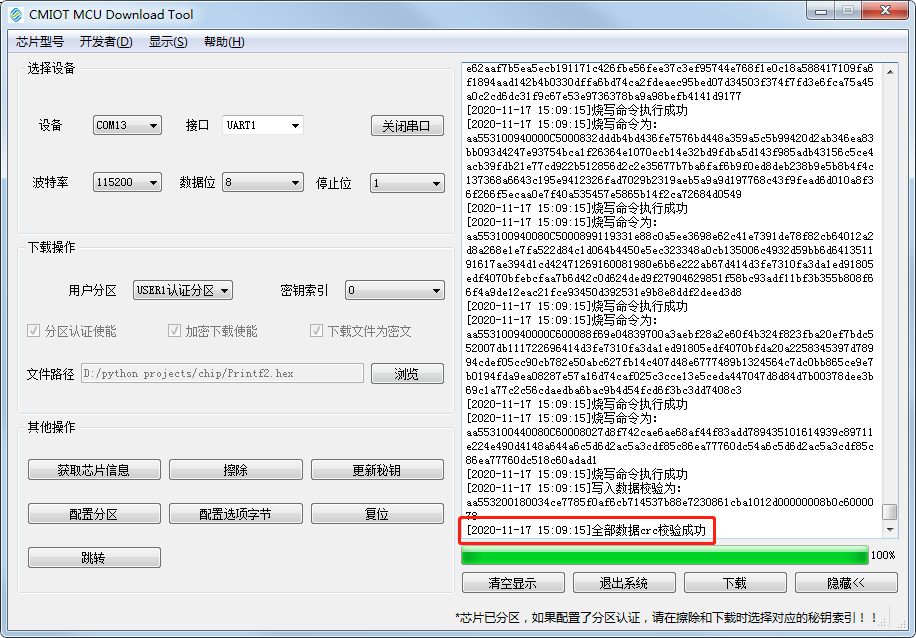 CMIOT MCU Download Tool
芯片型号 开发者(D) 显示(S) 帮助(H)
选择设备
设备 COM13 接口 UART1 关闭串口
波特率 115200 数据位 8 停止位 1
下载操作
用户分区 USER1认证分区 密钥索引 0
分区认证使能 加密下载使能 下载文件为密文
文件路径 D:/python projects/chip/Printf2.hex 浏览
其他操作
获取芯片信息 擦除 更新秘钥
配置分区 配置选项字节 复位
跳转
e62aaf7b5ea5ecb191171c426fbe56fee37c3ef95744e768f1e0c18a588417109fa6
f1894aad142b4b0330dffa6bd74ca2fdeaec95bed07d34503f374f7fd3e6fca75a45
a0c2cd6dc31f9c67e53e9736378ba9a98befb4141d9177
[2020-11-17 15:09:15]烧写命令执行成功
[2020-11-17 15:09:15]烧写命令为:
aa553100940000C5000832dddb4bd436fe7576bd448a359a5c5b99420d2ab346ea83
bb093d4247e93754bca1f26364e1070ecb14e32bd9fdba5d143f985adb43156c5ce4
acb39fdb21e77cd922b512856d2c2e35677b7ba6faf6b9f0ed8deb238b9e5b8b4f4c
137368a6643c195e9412326fad7029b2319aeb5a9a9d197768c43f9fead6d010a8f3
6f266f5ecaa0e7f40a535457e5865b14f2ca72684d0549
[2020-11-17 15:09:15]烧写命令执行成功
[2020-11-17 15:09:15]烧写命令为:
aa553100940080C5000899119331e88c0a5ee3698e62c41e7391de78f82cb64012a2
d8a268e1e7fa522d84c1d064b4450e5ec323348a0cb135006c4932d59bb6d6413511
91617ae394d1cd42471269160081980e6b6e222ab67d414d3fe7310fa3da1ed91805
edf4070bfebcfaa7b6d42c0d624ded9f27904629851f58bc93adf11bf3b355b808f6
6f4a9de12eac21fce93450d392531e9b8e8ddf2deed3d8
[2020-11-17 15:09:15]烧写命令执行成功
[2020-11-17 15:09:15]烧写命令为:
aa553100940000C600088f69e04839700a3aebf28a2e60f4b324f823fba20ef7bdc5
52007db111722696414d3fe7310fa3da1ed91805edf4070bfda20a2258345397d789
94cdef05cc90cb782e50abc627fb14c407d48e6777489b1324564c7dc0bb865ce9e7
b0194fda9ea08287e57a16d74caf025c3cce13e5ceda447047d8d84d7b00378dee3b
69c1a77c2c56cdaedba6bac9b4d54fcd6f3bc3dd7408c3
[2020-11-17 15:09:15]烧写命令执行成功
[2020-11-17 15:09:15]烧写命令为:
aa553100440080C60008027d8f742cae6ae68af44f83add789435101614939c89711
e224e490d4148a644a6c5d6d2ac5a3cdf85c86ea77760dc54a6c5d6d2ac5a3cdf85c
86ea77760dc518c60adad1
[2020-11-17 15:09:15]烧写命令执行成功
[2020-11-17 15:09:15]写入数据校验为:
aa553200180034ce7785f0af6cb714537b88e7230861cba1012d00000008b0c60000
78
[2020-11-17 15:09:15]全部数据crc校验成功
100%
清空显示 退出系统 下载 隐藏<<
*芯片已分区，如果配置了分区认证，请在擦除和下载时选择对应的秘钥索引！！